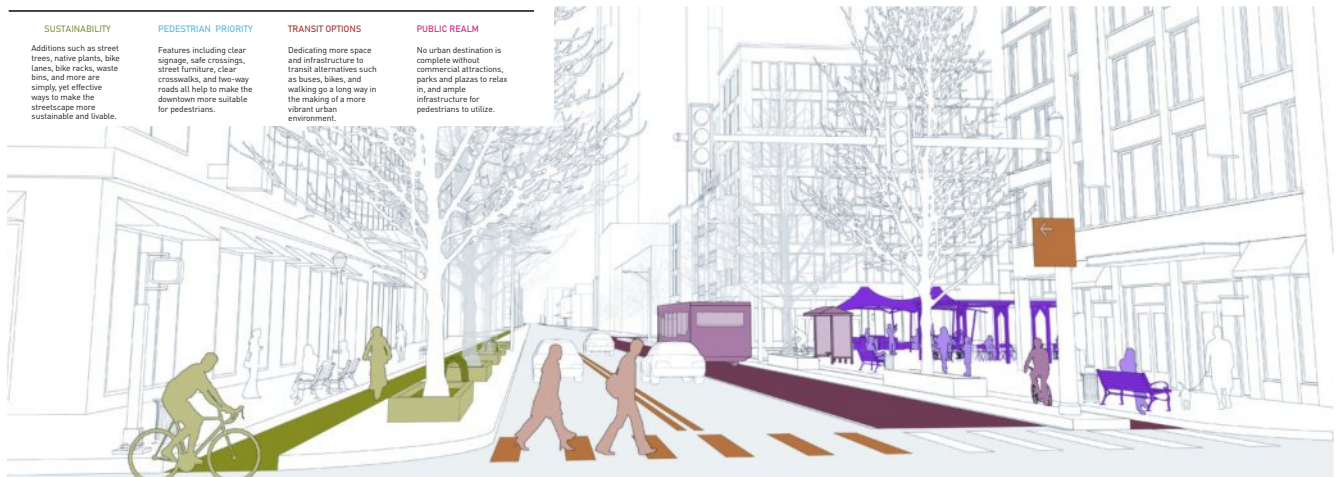 SUSTAINABILITY
Additions such as street
trees, native plants, bike
lanes, bike racks, waste
bins, and more are
simply, yet effective
ways to make the
streetscape more
sustainable and livable.
PEDESTRIAN PRIORITY
Features including clear
signage, safe crossings,
street furniture, clear
crosswalks, and two-way
roads all help to make the
downtown more suitable
for pedestrians.
TRANSIT OPTIONS
Dedicating more space
and infrastructure to
transit alternatives such
as buses, bikes, and
walking go a long way in
the making of a more
vibrant urban
environment.
PUBLIC REALM
No urban destination is
complete without
commercial attractions,
parks and plazas to relax
in, and ample
infrastructure for
pedestrians to utilize.